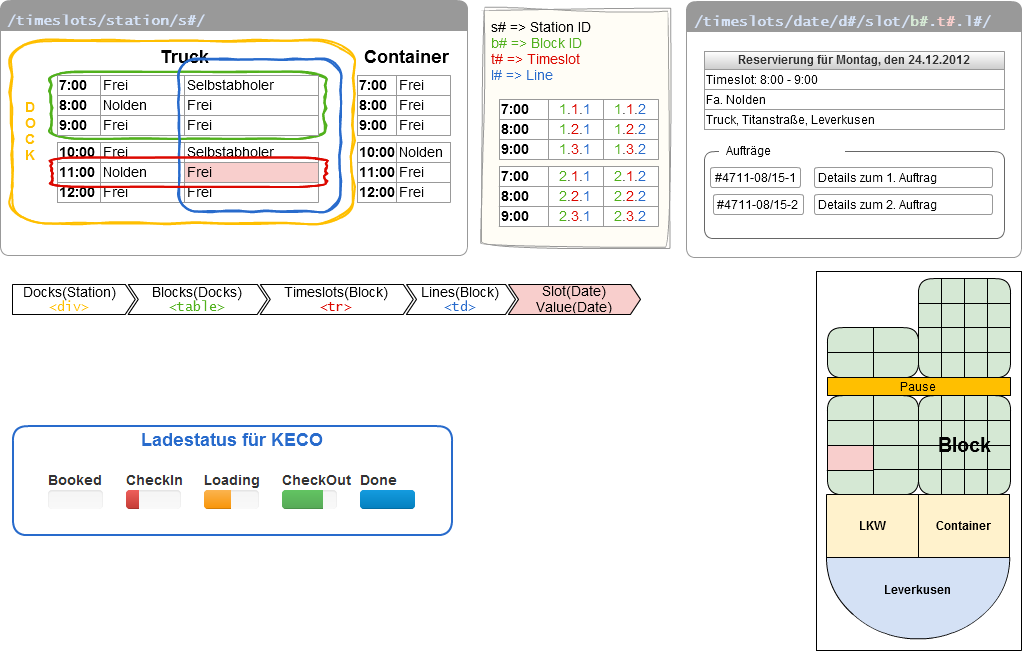 /timeslots/station/s#/
Truck
Container
D
O
C
K
7:00 Frei Selbstabholer
8:00 Nolden Frei
9:00 Frei Frei
10:00 Frei Selbstabholer
11:00 Nolden Frei
12:00 Frei Frei
7:00 Frei
8:00 Frei
9:00 Frei
10:00 Nolden
11:00 Frei
12:00 Frei
s# => Station ID
b# => Block ID
t# => Timeslot
l# => Line
7:00 1.1.1 1.1.2
8:00 1.2.1 1.2.2
9:00 1.3.1 1.3.2
7:00 2.1.1 2.1.2
8:00 2.2.1 2.2.2
9:00 2.3.1 2.3.2
/timeslots/date/d#/slot/b#.t#.l#/
Reservierung für Montag, den 24.12.2012
Timeslot: 8:00 - 9:00
Fa. Nolden
Truck, Titanstraße, Leverkusen
Aufträge
#4711-08/15-1 Details zum 1. Auftrag
#4711-08/15-2 Details zum 2. Auftrag
Docks(Station)
<div>
Blocks(Docks)
<table>
Timeslots(Block)
<tr>
Lines(Block)
<td>
Slot(Date)
Value(Date)
Ladestatus für KECO
Booked CheckIn Loading CheckOut Done
Pause
Block
LKW Container
Leverkusen